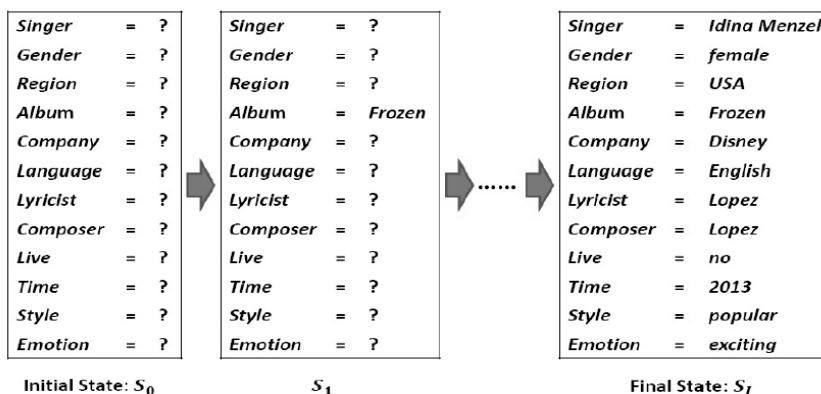 Singer = ? Singer = ? Singer = Idina Menzel
Gender = ? Gender = ? Gender = female
Region = ? Region = ? Region = USA
Album = ? Album = Frozen Album = Frozen
Company = ? Company = ? Company = Disney
Language = ? Language = ? Language = English
Lyricist = ? Lyricist = ? ...... Lyricist = Lopez
Composer = ? Composer = ? Composer = Lopez
Live = ? Live = ? Live = no
Time = ? Time = ? Time = 2013
Style = ? Style = ? Style = popular
Emotion = ? Emotion = ? Emotion = exciting
Initial State: S₀ S₁ Final State: S_I